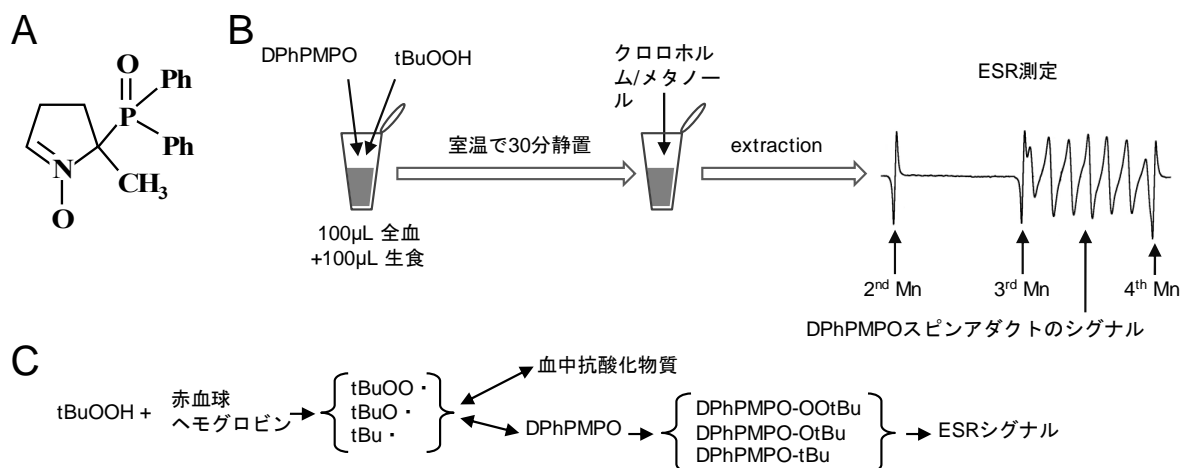 A
O
P
Ph
Ph
N
CH3
O
B
DPhPMPO
tBuOOH
100μL 全血
+100μL 生食
室温で30分静置
クロロホル
ム/メタノー
ル
extraction
ESR測定
2nd Mn
3rd Mn
4th Mn
DPhPMPOスピンアダクトのシグナル
C
tBuOOH +
赤血球
ヘモグロビン
tBuOO・
tBuO・
tBu・
血中抗酸化物質
DPhPMPO
DPhPMPO-OOtBu
DPhPMPO-OtBu
DPhPMPO-tBu
ESRシグナル